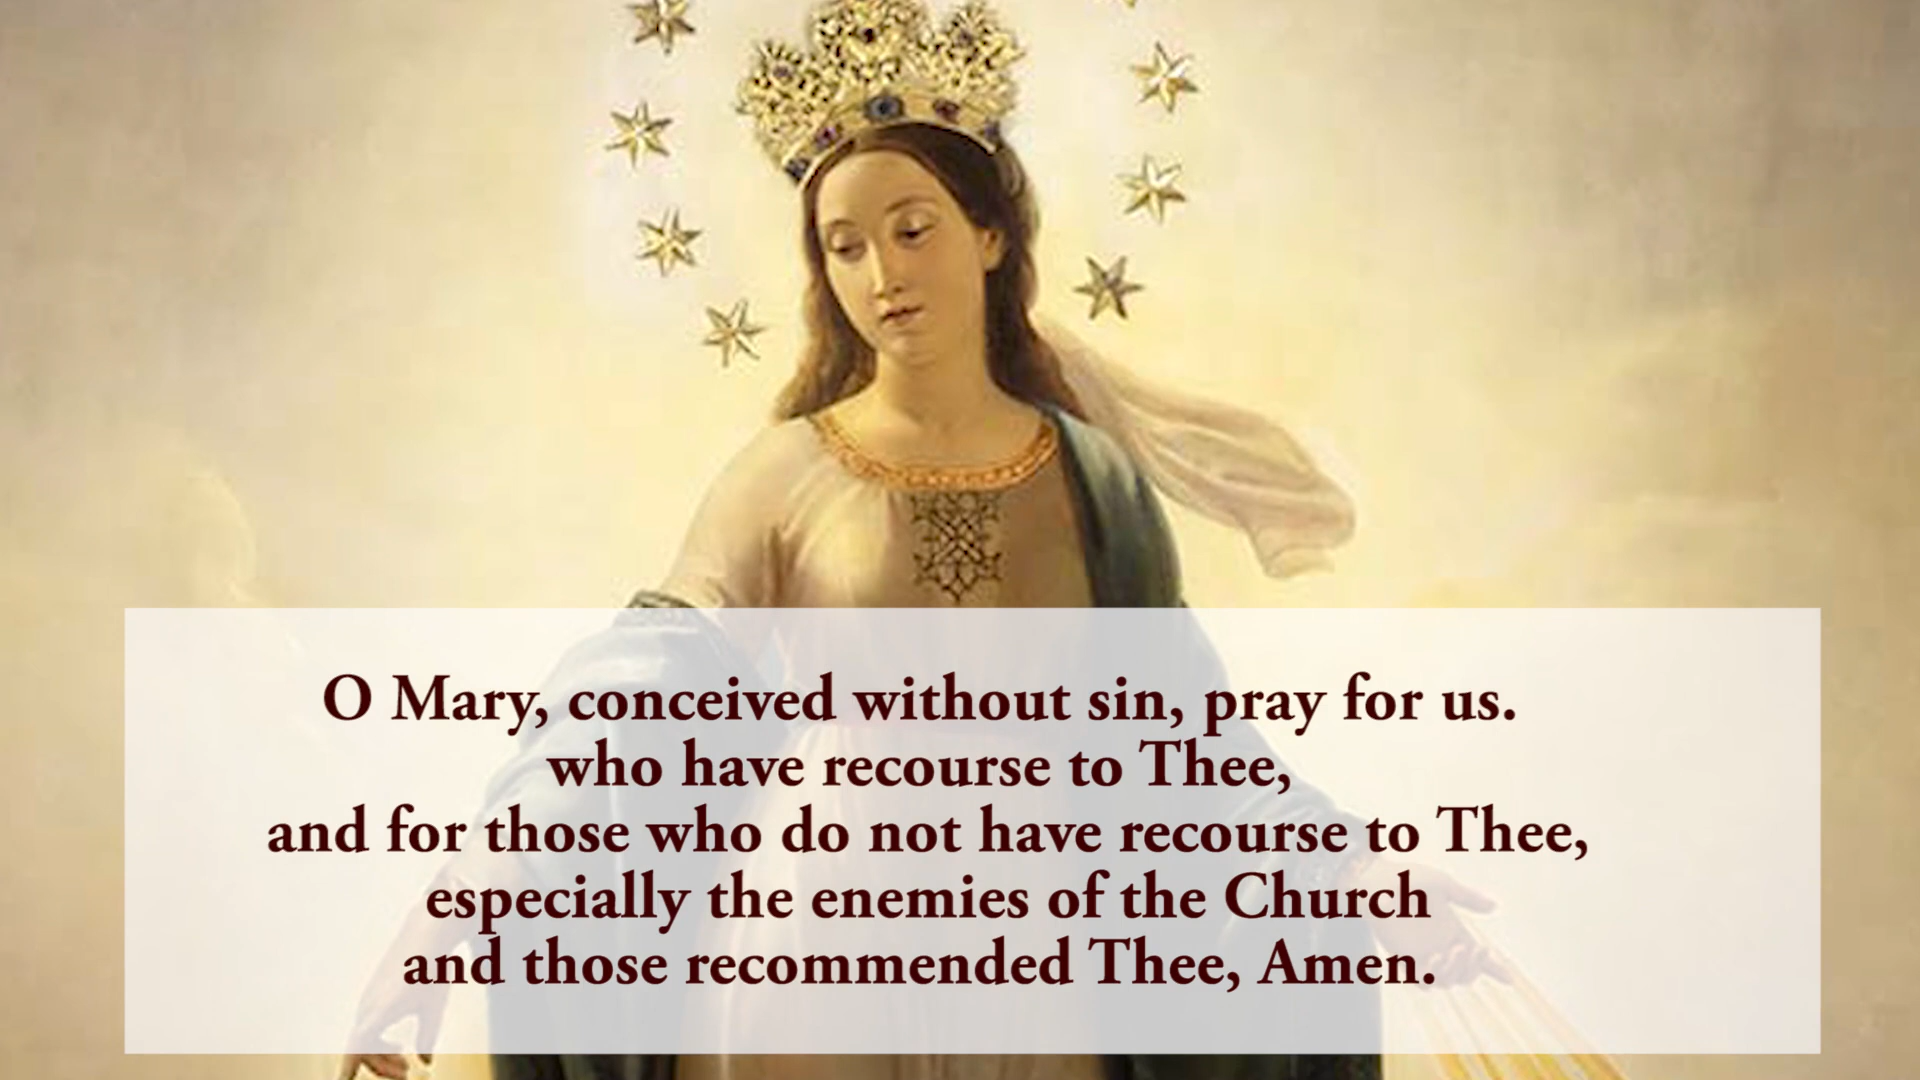 O Mary, conceived without sin, pray for us.
who have recourse to Thee,
and for those who do not have recourse to Thee,
especially the enemies of the Church
and those recommended Thee, Amen.